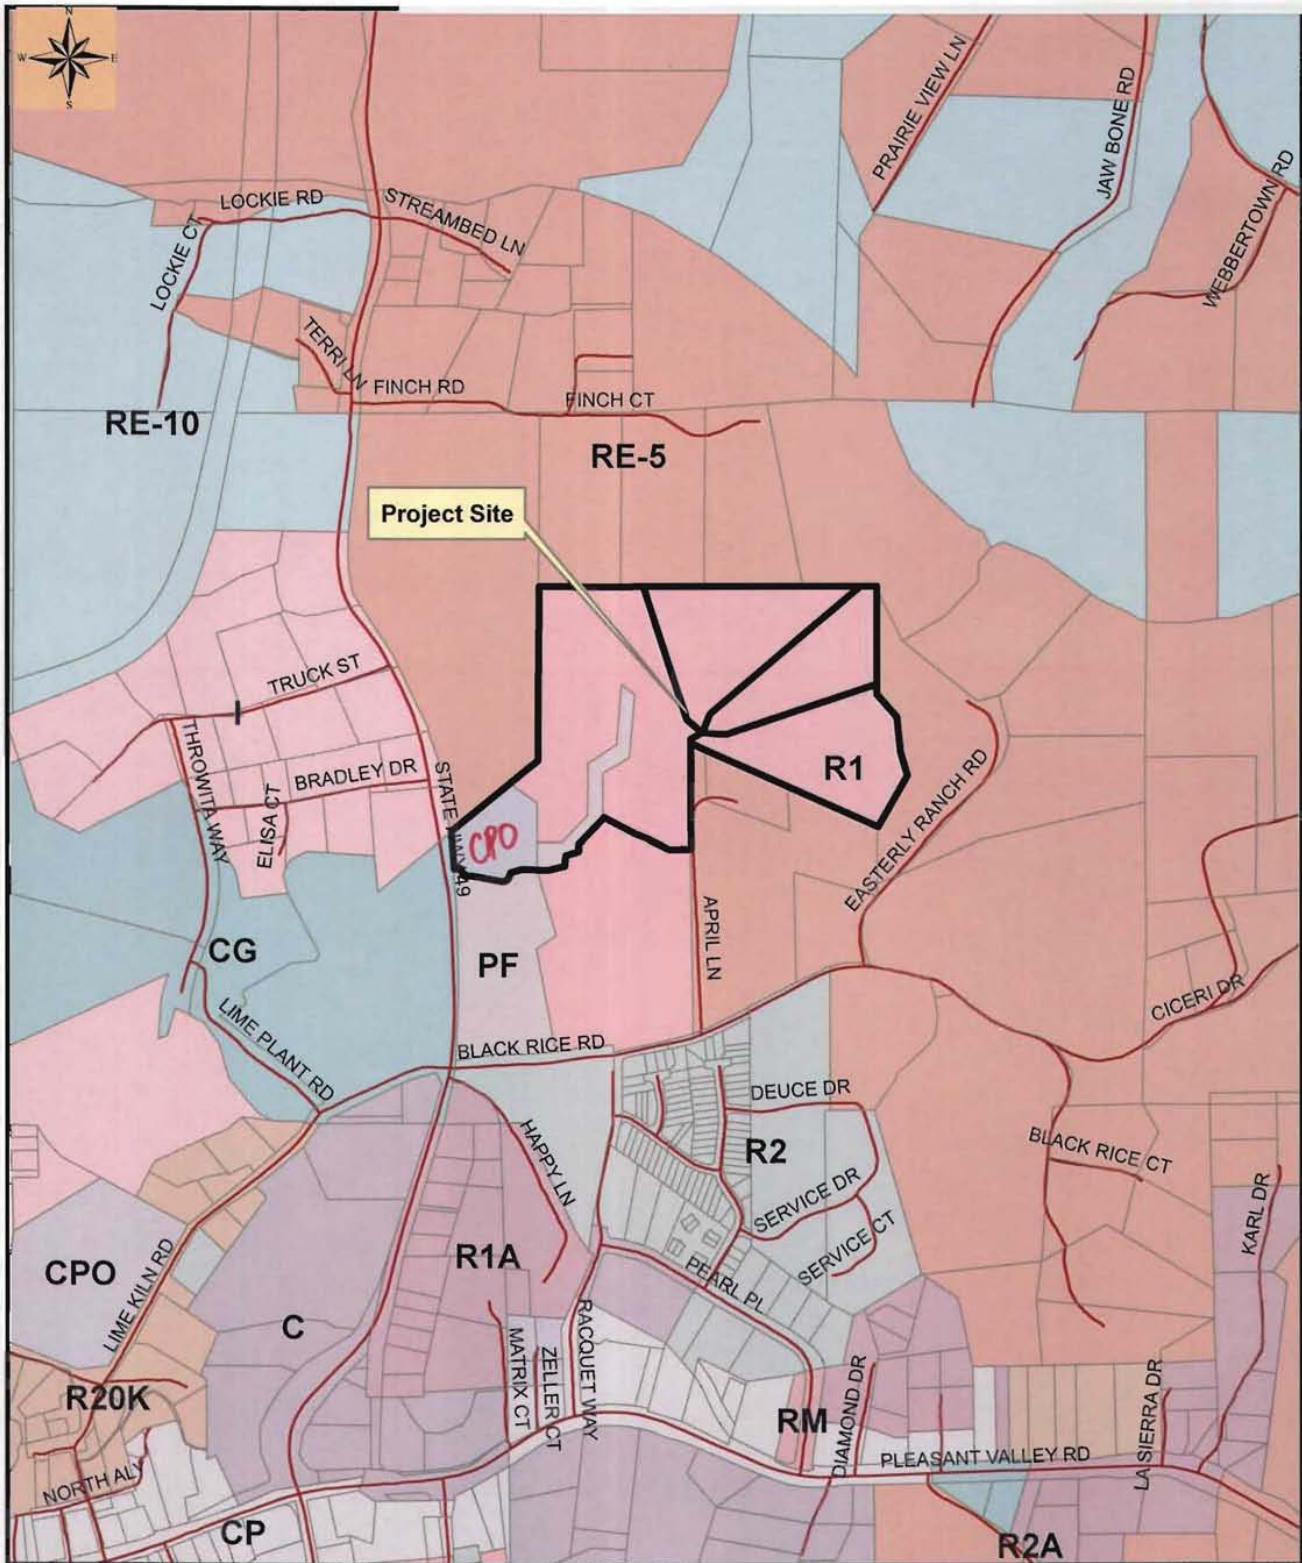 N
W E
S
PRAIRIE VIEW LN
JAW BONE RD
WEBBERTOWN RD
LOCKIE RD
STREAMBED LN
LOCKIE CT
TERRI LN
FINCH RD
FINCH CT
RE-10
RE-5
Project Site
TRUCK ST
I
THROWITA WAY
BRADLEY DR
ELISA CT
STATE HWY 49
CPO
R1
EASTERLY RANCH RD
APRIL LN
CG
PF
LIME PLANT RD
BLACK RICE RD
CICERI DR
DEUCE DR
HAPPY LN
R2
BLACK RICE CT
SERVICE DR
SERVICE CT
KARL DR
CPO
LIME KILN RD
R1A
PEARL PL
C
MATRIX CT
ZELLER CT
RACQUET WAY
R20K
RM
DIAMOND DR
LA SIERRA DR
PLEASANT VALLEY RD
NORTH ALY
CP
R2A